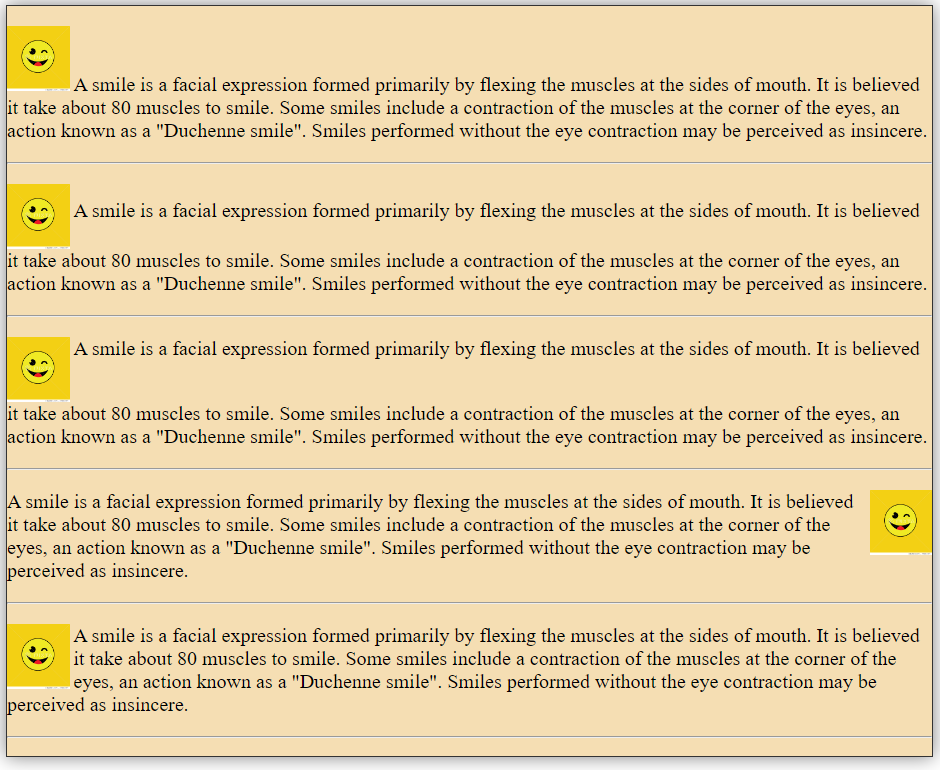 A smile is a facial expression formed primarily by flexing the muscles at the sides of mouth. It is believed
it take about 80 muscles to smile. Some smiles include a contraction of the muscles at the corner of the eyes, an
action known as a "Duchenne smile". Smiles performed without the eye contraction may be perceived as insincere.
A smile is a facial expression formed primarily by flexing the muscles at the sides of mouth. It is believed
it take about 80 muscles to smile. Some smiles include a contraction of the muscles at the corner of the eyes, an
action known as a "Duchenne smile". Smiles performed without the eye contraction may be perceived as insincere.
A smile is a facial expression formed primarily by flexing the muscles at the sides of mouth. It is believed
it take about 80 muscles to smile. Some smiles include a contraction of the muscles at the corner of the eyes, an
action known as a "Duchenne smile". Smiles performed without the eye contraction may be perceived as insincere.
A smile is a facial expression formed primarily by flexing the muscles at the sides of mouth. It is believed
it take about 80 muscles to smile. Some smiles include a contraction of the muscles at the corner of the
eyes, an action known as a "Duchenne smile". Smiles performed without the eye contraction may be
perceived as insincere.
A smile is a facial expression formed primarily by flexing the muscles at the sides of mouth. It is believed
it take about 80 muscles to smile. Some smiles include a contraction of the muscles at the corner of the
eyes, an action known as a "Duchenne smile". Smiles performed without the eye contraction may be
perceived as insincere.